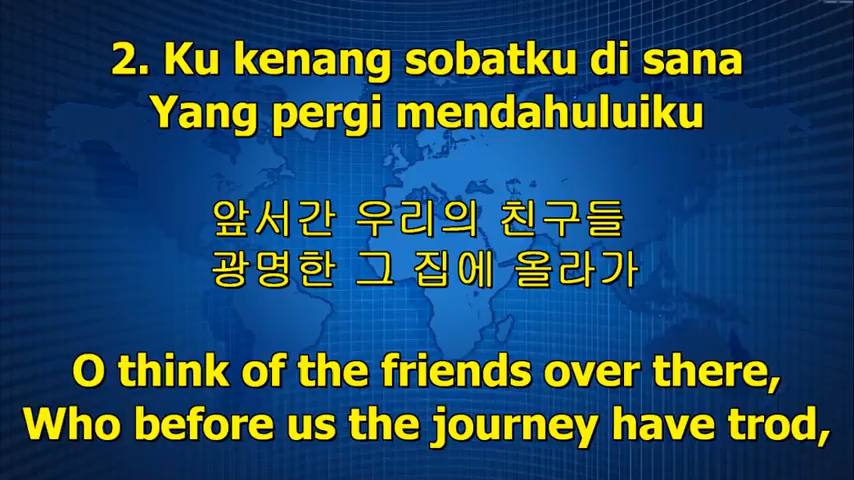 2. Ku kenang sobatku di sana
Yang pergi mendahuluiku
앞서간 우리의 친구들
광명한 그 집에 올라가
O think of the friends over there,
Who before us the journey have trod,